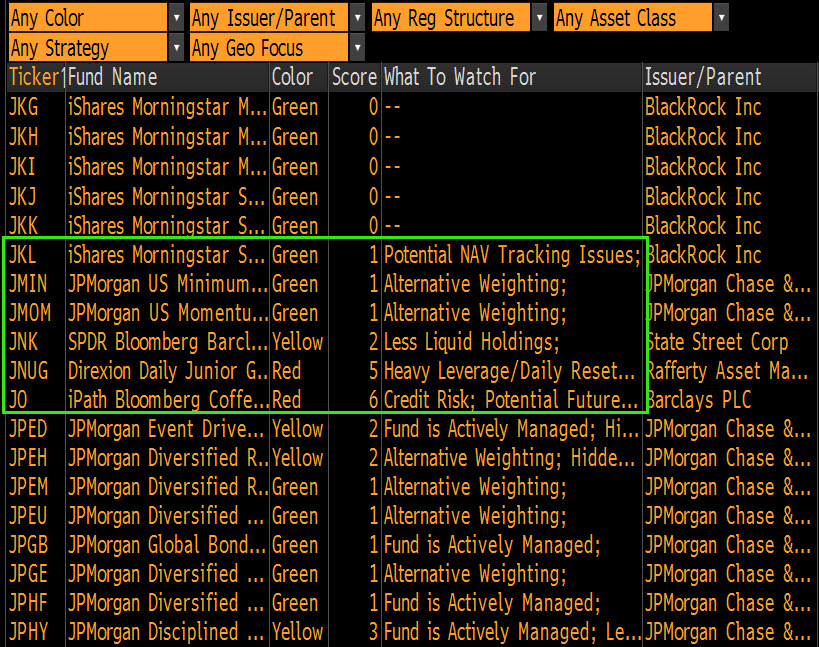 Any Color Any Issuer/Parent Any Reg Structure Any Asset Class
Any Strategy Any Geo Focus
Ticker Fund Name Color Score What To Watch For Issuer/Parent
JKG iShares Morningstar M... Green 0 -- BlackRock Inc
JKH iShares Morningstar M... Green 0 -- BlackRock Inc
JKI iShares Morningstar M... Green 0 -- BlackRock Inc
JKJ iShares Morningstar S... Green 0 -- BlackRock Inc
JKK iShares Morningstar S... Green 0 -- BlackRock Inc
JKL iShares Morningstar S... Green 1 Potential NAV Tracking Issues; BlackRock Inc
JMIN JPMorgan US Minimum... Green 1 Alternative Weighting; JPMorgan Chase &...
JMOM JPMorgan US Momentu... Green 1 Alternative Weighting; JPMorgan Chase &...
JNK SPDR Bloomberg Barcl... Yellow 2 Less Liquid Holdings; State Street Corp
JNUG Direxion Daily Junior G... Red 5 Heavy Leverage/Daily Reset... Rafferty Asset Ma...
JO iPath Bloomberg Coffe... Red 6 Credit Risk; Potential Future... Barclays PLC
JPED JPMorgan Event Drive... Yellow 2 Fund is Actively Managed; Hi... JPMorgan Chase &...
JPEH JPMorgan Diversified R... Yellow 2 Alternative Weighting; Hidde... JPMorgan Chase &...
JPEM JPMorgan Diversified R... Green 1 Alternative Weighting; JPMorgan Chase &...
JPEU JPMorgan Diversified ... Green 1 Alternative Weighting; JPMorgan Chase &...
JPGB JPMorgan Global Bond... Green 1 Fund is Actively Managed; JPMorgan Chase &...
JPGE JPMorgan Diversified ... Green 1 Alternative Weighting; JPMorgan Chase &...
JPHF JPMorgan Diversified ... Green 1 Fund is Actively Managed; JPMorgan Chase &...
JPHY JPMorgan Disciplined ... Yellow 3 Fund is Actively Managed; Le... JPMorgan Chase &...